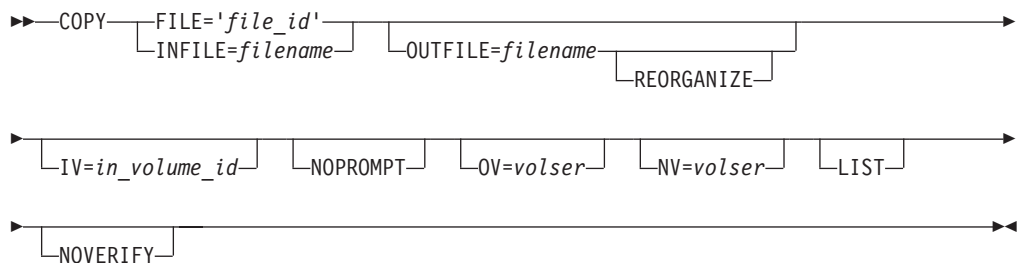 COPY FILE='file_id'
INFILE=filename OUTFILE=filename
REORGANIZE
IV=in_volume_id NOPROMPT OV=volser NV=volser LIST
NOVERIFY